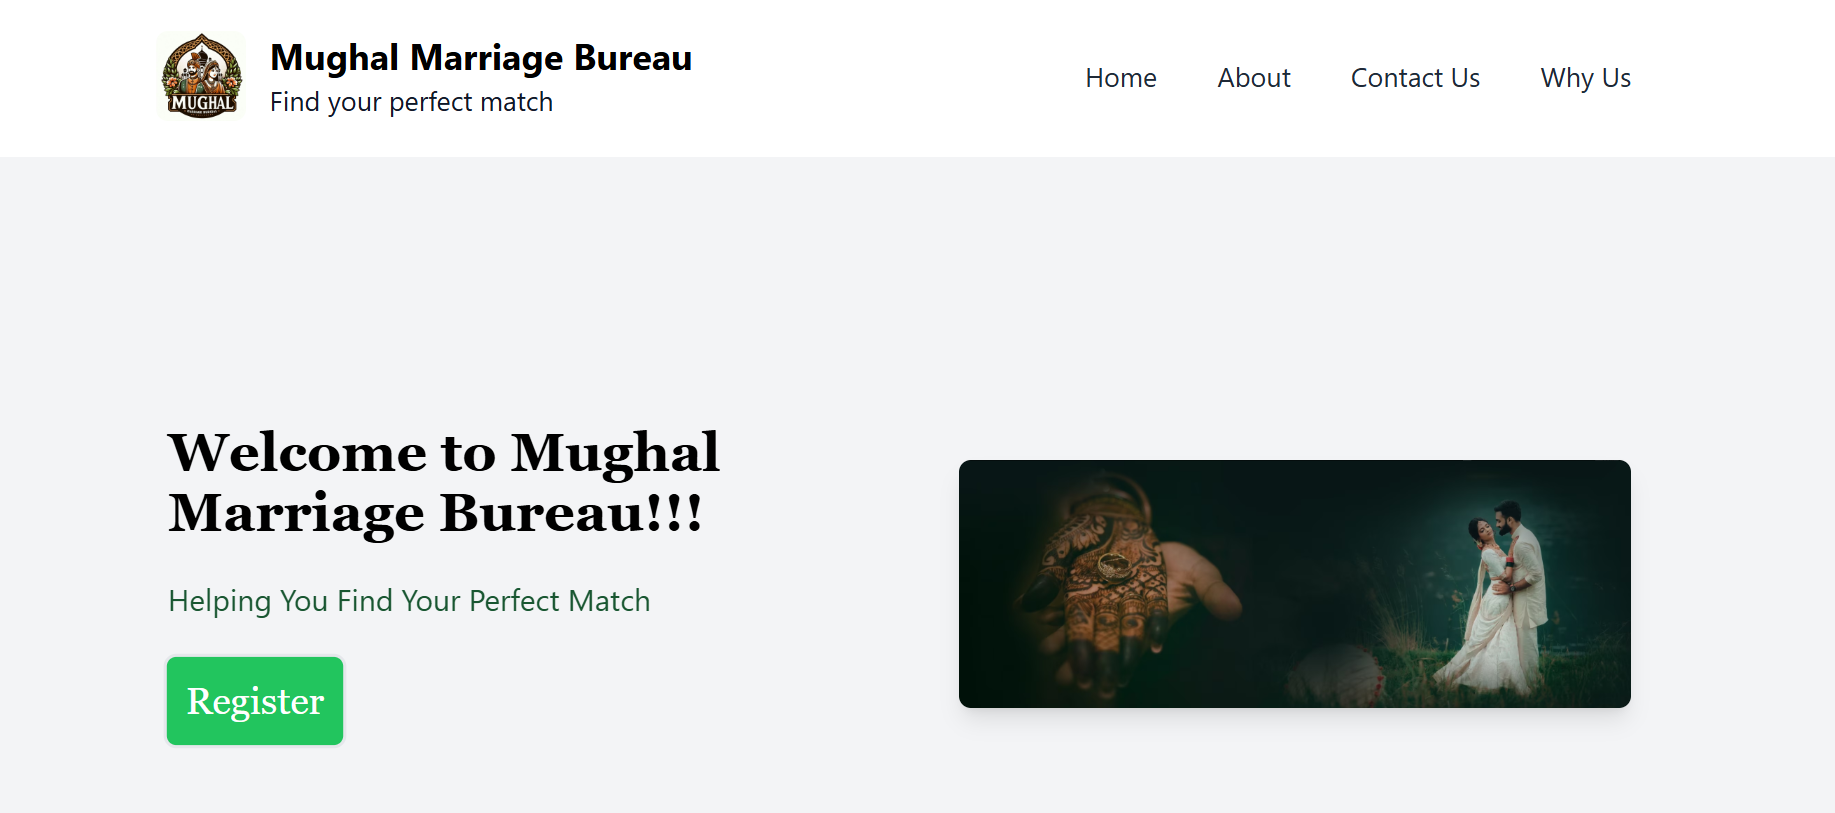 Mughal Marriage Bureau
Find your perfect match
MUGHAL
Home
About
Contact Us
Why Us
Welcome to Mughal
Marriage Bureau!!!
Helping You Find Your Perfect Match
Register